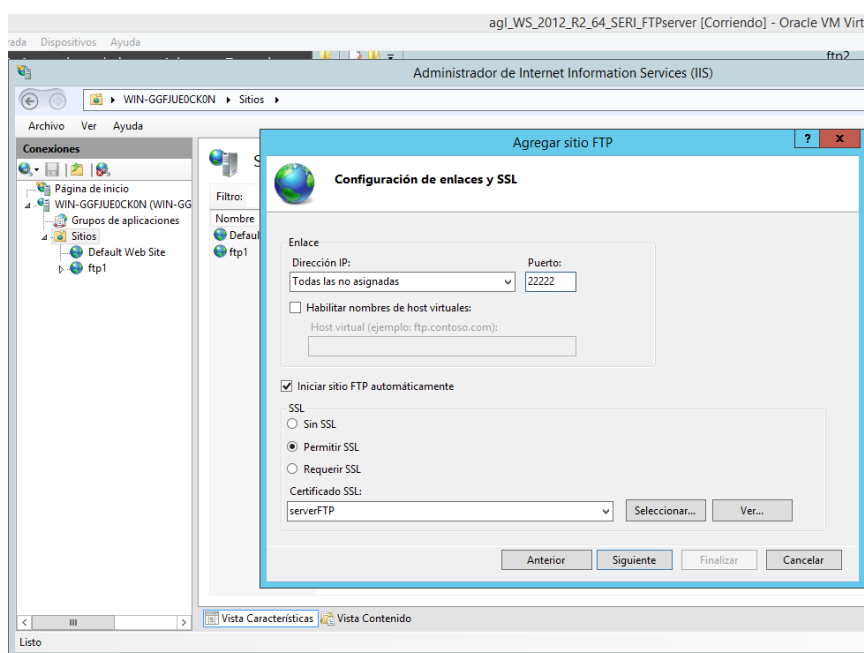 agl_WS_2012_R2_64_SERI_FTPserver [Corriendo] - Oracle VM Virt
rada Dispositivos Ayuda
ftp2
Administrador de Internet Information Services (IIS)
WIN-GGFJUE0CK0N ▸ Sitios ▸
Archivo Ver Ayuda
Conexiones
Página de inicio
WIN-GGFJUE0CK0N (WIN-GG
Grupos de aplicaciones
Sitios
Default Web Site
ftp1
S
Filtro:
Nombre
Defaul
ftp1
Agregar sitio FTP
? x
Configuración de enlaces y SSL
Enlace
Dirección IP: Puerto:
Todas las no asignadas 22222
Habilitar nombres de host virtuales:
Host virtual (ejemplo: ftp.contoso.com):
Iniciar sitio FTP automáticamente
SSL
Sin SSL
Permitir SSL
Requerir SSL
Certificado SSL:
serverFTP Seleccionar... Ver...
Anterior Siguiente Finalizar Cancelar
Vista Características Vista Contenido
Listo